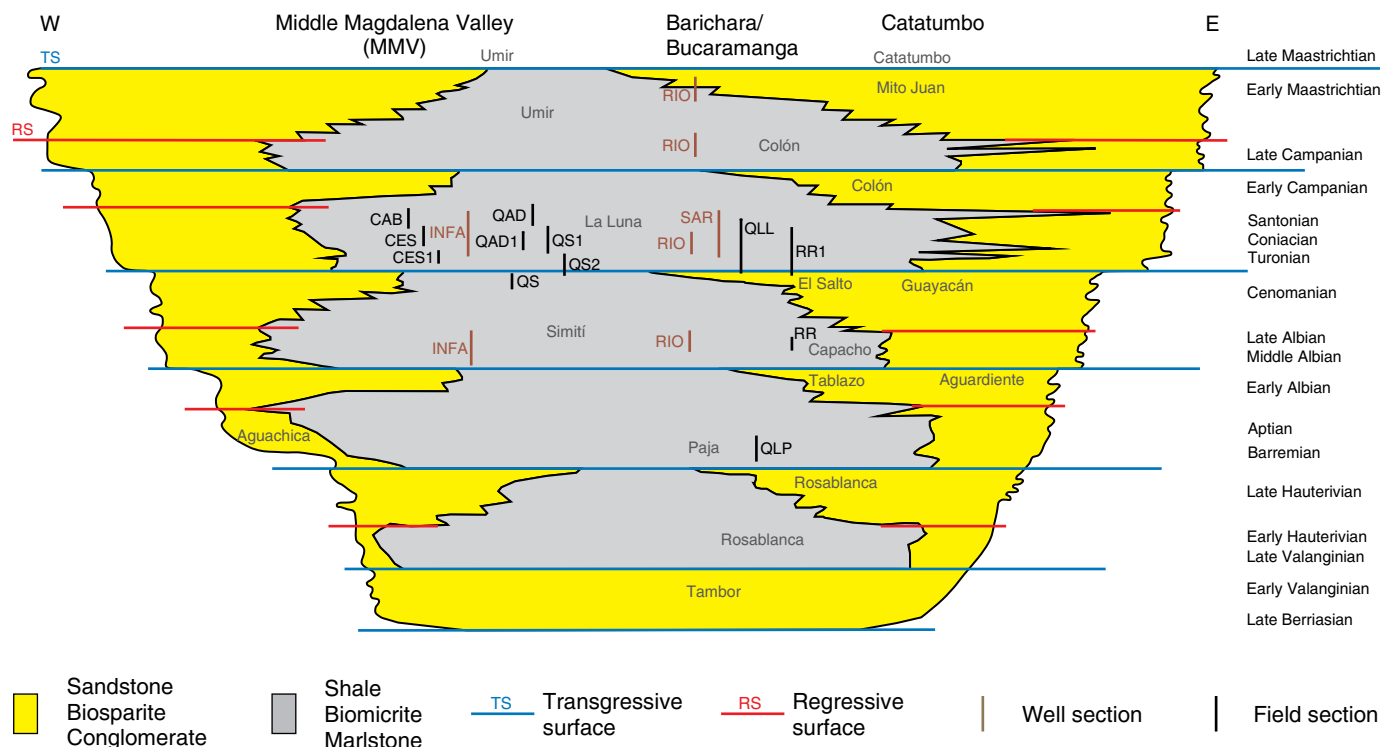 W
Middle Magdalena Valley
(MMV)
Barichara/
Bucaramanga
Catatumbo
E
TS
Umir
Catatumbo
Late Maastrichtian
RIO
Mito Juan
Early Maastrichtian
Umir
RS
RIO
Colón
Late Campanian
Colón
Early Campanian
CAB
QAD
La Luna
SAR
QLL
Santonian
CES
INFA
QAD1
QS1
RIO
RR1
Coniacian
CES1
QS2
Turonian
QS
El Salto
Guayacán
Cenomanian
Simití
RR
INFA
RIO
Capacho
Late Albian
Middle Albian
Tablazo
Aguardiente
Early Albian
Aguachica
Aptian
Paja
QLP
Barremian
Rosablanca
Late Hauterivian
Rosablanca
Early Hauterivian
Late Valanginian
Tambor
Early Valanginian
Late Berriasian
Sandstone
Biosparite
Conglomerate
Shale
Biomicrite
Marlstone
TS
Transgressive
surface
RS
Regressive
surface
Well section
Field section